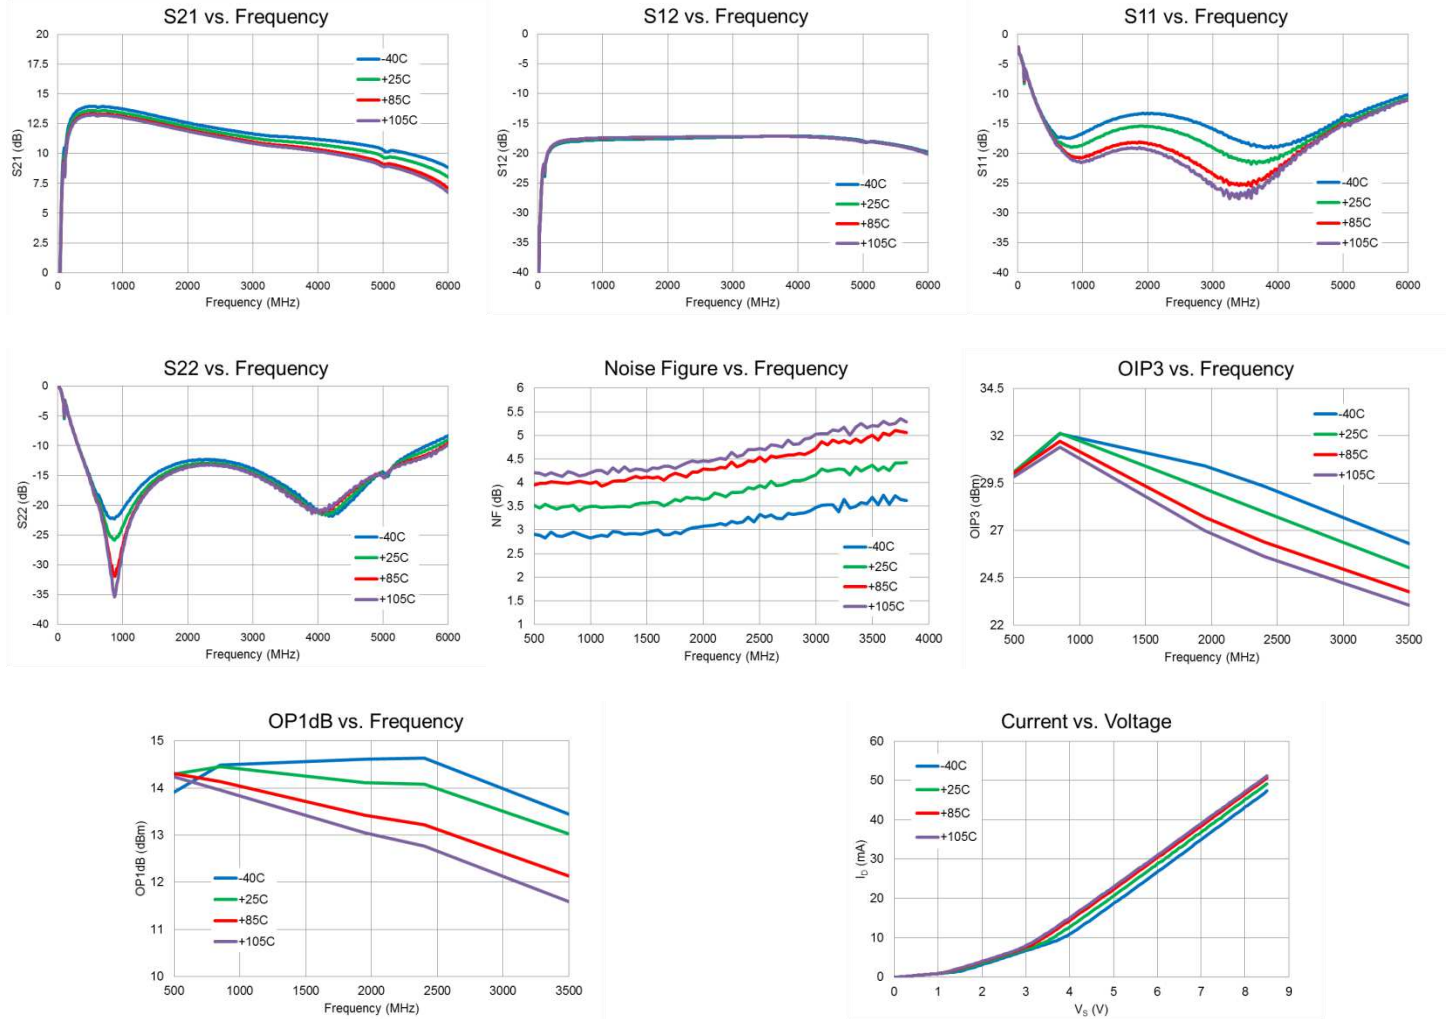 S21 vs. Frequency
20
17.5
15
12.5
10
7.5
5
2.5
0
S21 (dB)
-40C
+25C
+85C
+105C
0 1000 2000 3000 4000 5000 6000
Frequency (MHz)
S12 vs. Frequency
0
-5
-10
-15
-20
-25
-30
-35
-40
S12 (dB)
-40C
+25C
+85C
+105C
0 1000 2000 3000 4000 5000 6000
Frequency (MHz)
S11 vs. Frequency
0
-5
-10
-15
-20
-25
-30
-35
-40
S11 (dB)
-40C
+25C
+85C
+105C
0 1000 2000 3000 4000 5000 6000
Frequency (MHz)
S22 vs. Frequency
0
-5
-10
-15
-20
-25
-30
-35
-40
S22 (dB)
-40C
+25C
+85C
+105C
0 1000 2000 3000 4000 5000 6000
Frequency (MHz)
Noise Figure vs. Frequency
6
5.5
5
4.5
4
3.5
3
2.5
2
1.5
1
NF (dB)
-40C
+25C
+85C
+105C
500 1000 1500 2000 2500 3000 3500 4000
Frequency (MHz)
OIP3 vs. Frequency
34.5
32
29.5
27
24.5
22
OIP3 (dBm)
-40C
+25C
+85C
+105C
500 1000 1500 2000 2500 3000 3500
Frequency (MHz)
OP1dB vs. Frequency
15
14
13
12
11
10
OP1dB (dBm)
-40C
+25C
+85C
+105C
500 1000 1500 2000 2500 3000 3500
Frequency (MHz)
Current vs. Voltage
60
50
40
30
20
10
0
I_D (mA)
-40C
+25C
+85C
+105C
0 1 2 3 4 5 6 7 8 9
V_S (V)